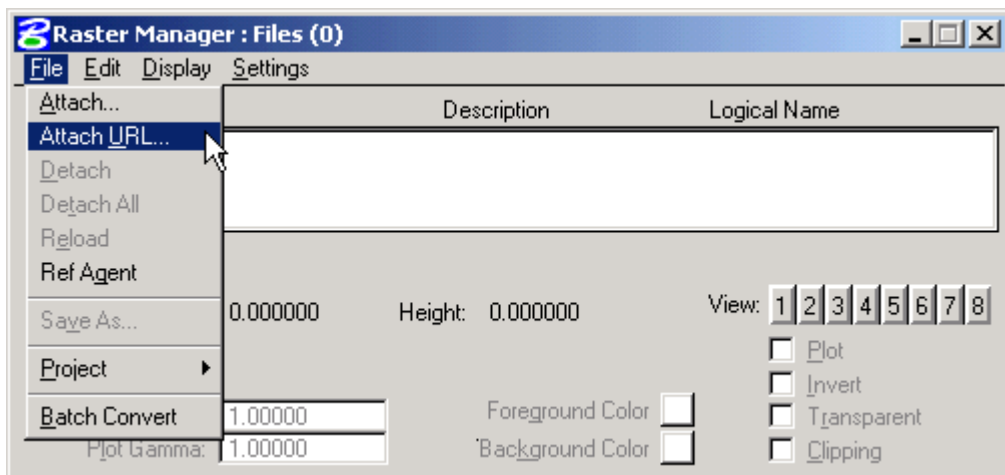 Raster Manager : Files (0)
File Edit Display Settings
Attach...
Description Logical Name
Attach URL...
Detach
Detach All
Reload
Ref Agent
Save As...
0.000000 Height: 0.000000 View: 1 2 3 4 5 6 7 8
Plot
Project
Invert
Batch Convert
1.00000 Foreground Color Transparent
Plot Gamma: 1.00000 Background Color Clipping